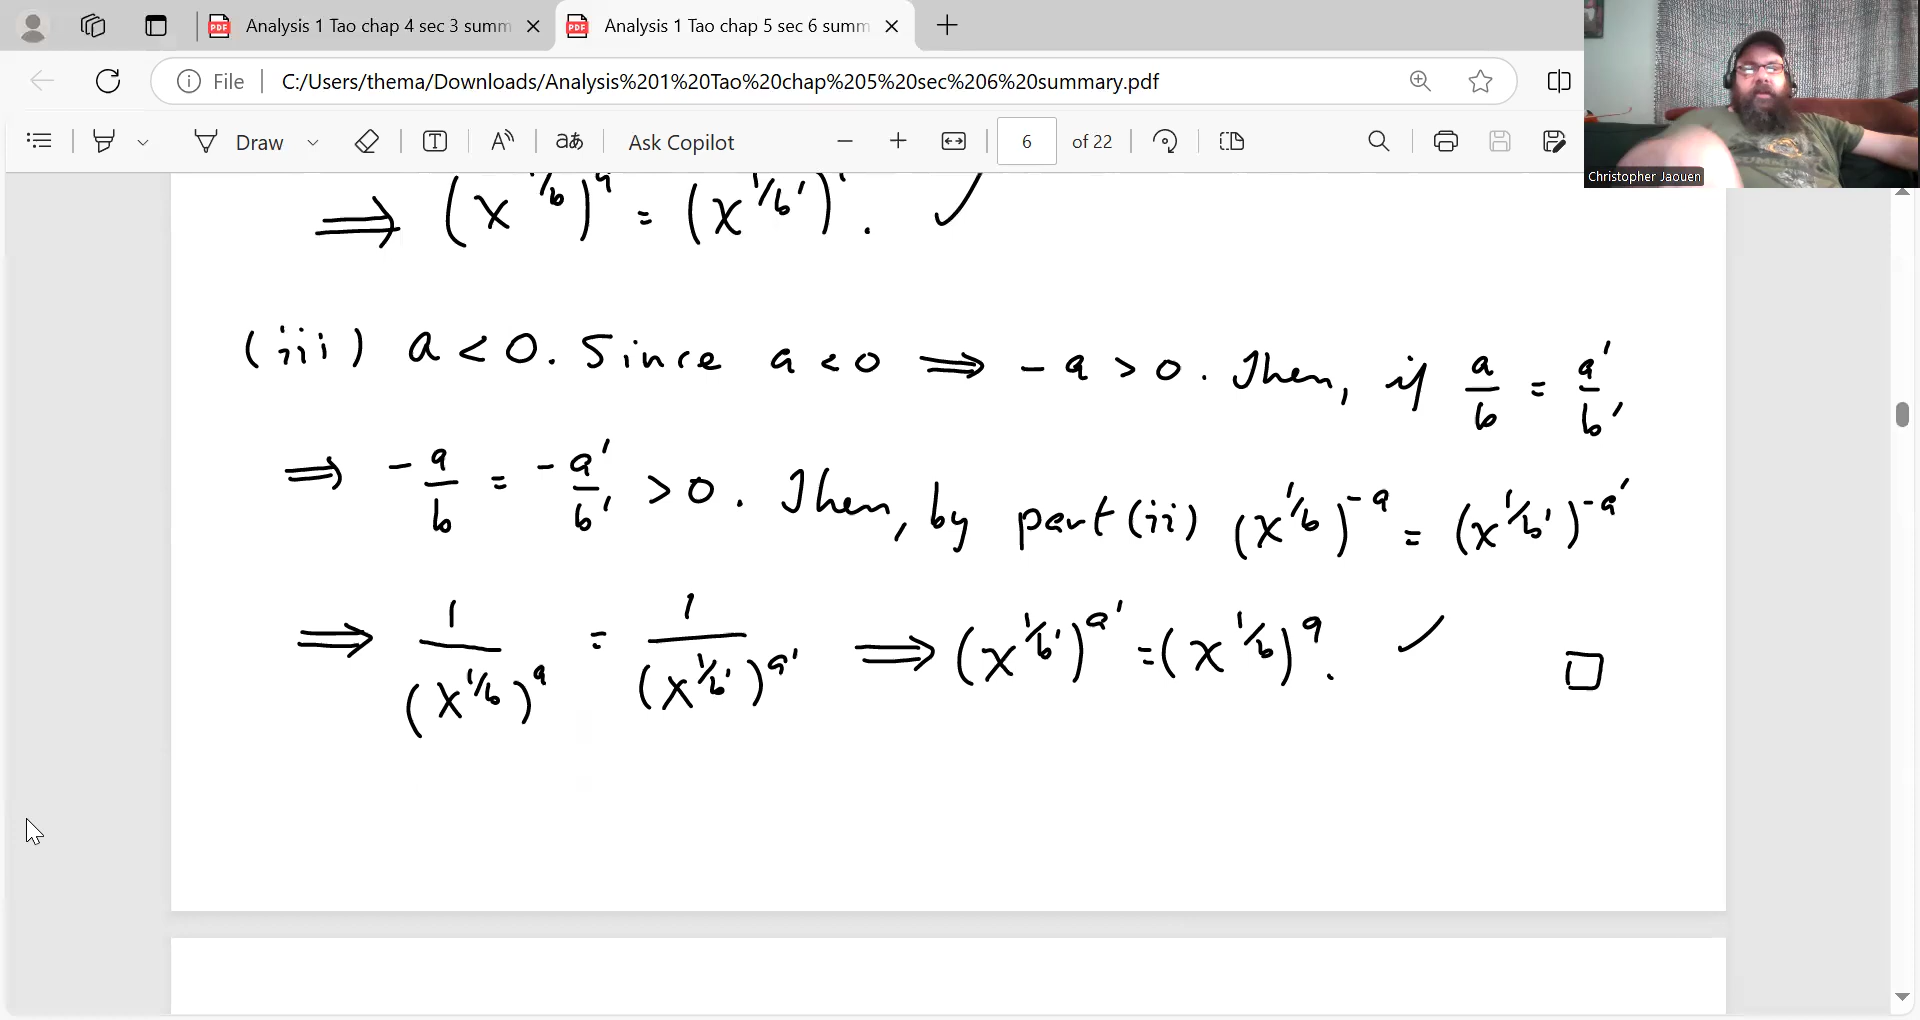 Analysis 1 Tao chap 4 sec 3 summ
Analysis 1 Tao chap 5 sec 6 summ
File
C:/Users/thema/Downloads/Analysis%201%20Tao%20chap%205%20sec%206%20summary.pdf
Draw
aあ
Ask Copilot
6 of 22
Christopher Jaouen
⟹ (x^{1/b})^a = (x^{1/b'})^'. ✓
(iii) a < 0. Since a < 0 ⟹ -a > 0. Then, if a/b = a'/b'
⟹ -a/b = -a'/b' > 0. Then, by part (ii) (x^{1/b})^{-a} = (x^{1/b'})^{-a'}
⟹ 1/(x^{1/b})^a = 1/(x^{1/b'})^{a'} ⟹ (x^{1/b'})^{a'} = (x^{1/b})^a. ✓ □